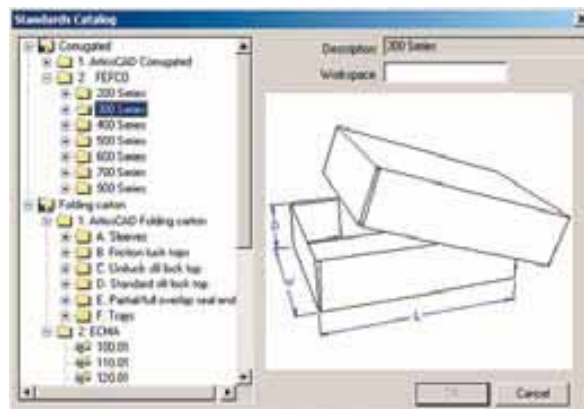 Standards Catalog
Corrugated
1. ArtiosCAD Corrugated
2. FEFCO
200 Series
300 Series
400 Series
500 Series
600 Series
700 Series
900 Series
Folding carton
1. ArtiosCAD Folding carton
A. Sleeves
B. Friction tuck tops
C. Unituck slit lock top
D. Standard slit lock top
E. Partial/full overlap seal end
F. Trays
2. ECMA
100.01
110.01
120.01
Description: 300 Series
Workspace:
D
W
L
OK
Cancel